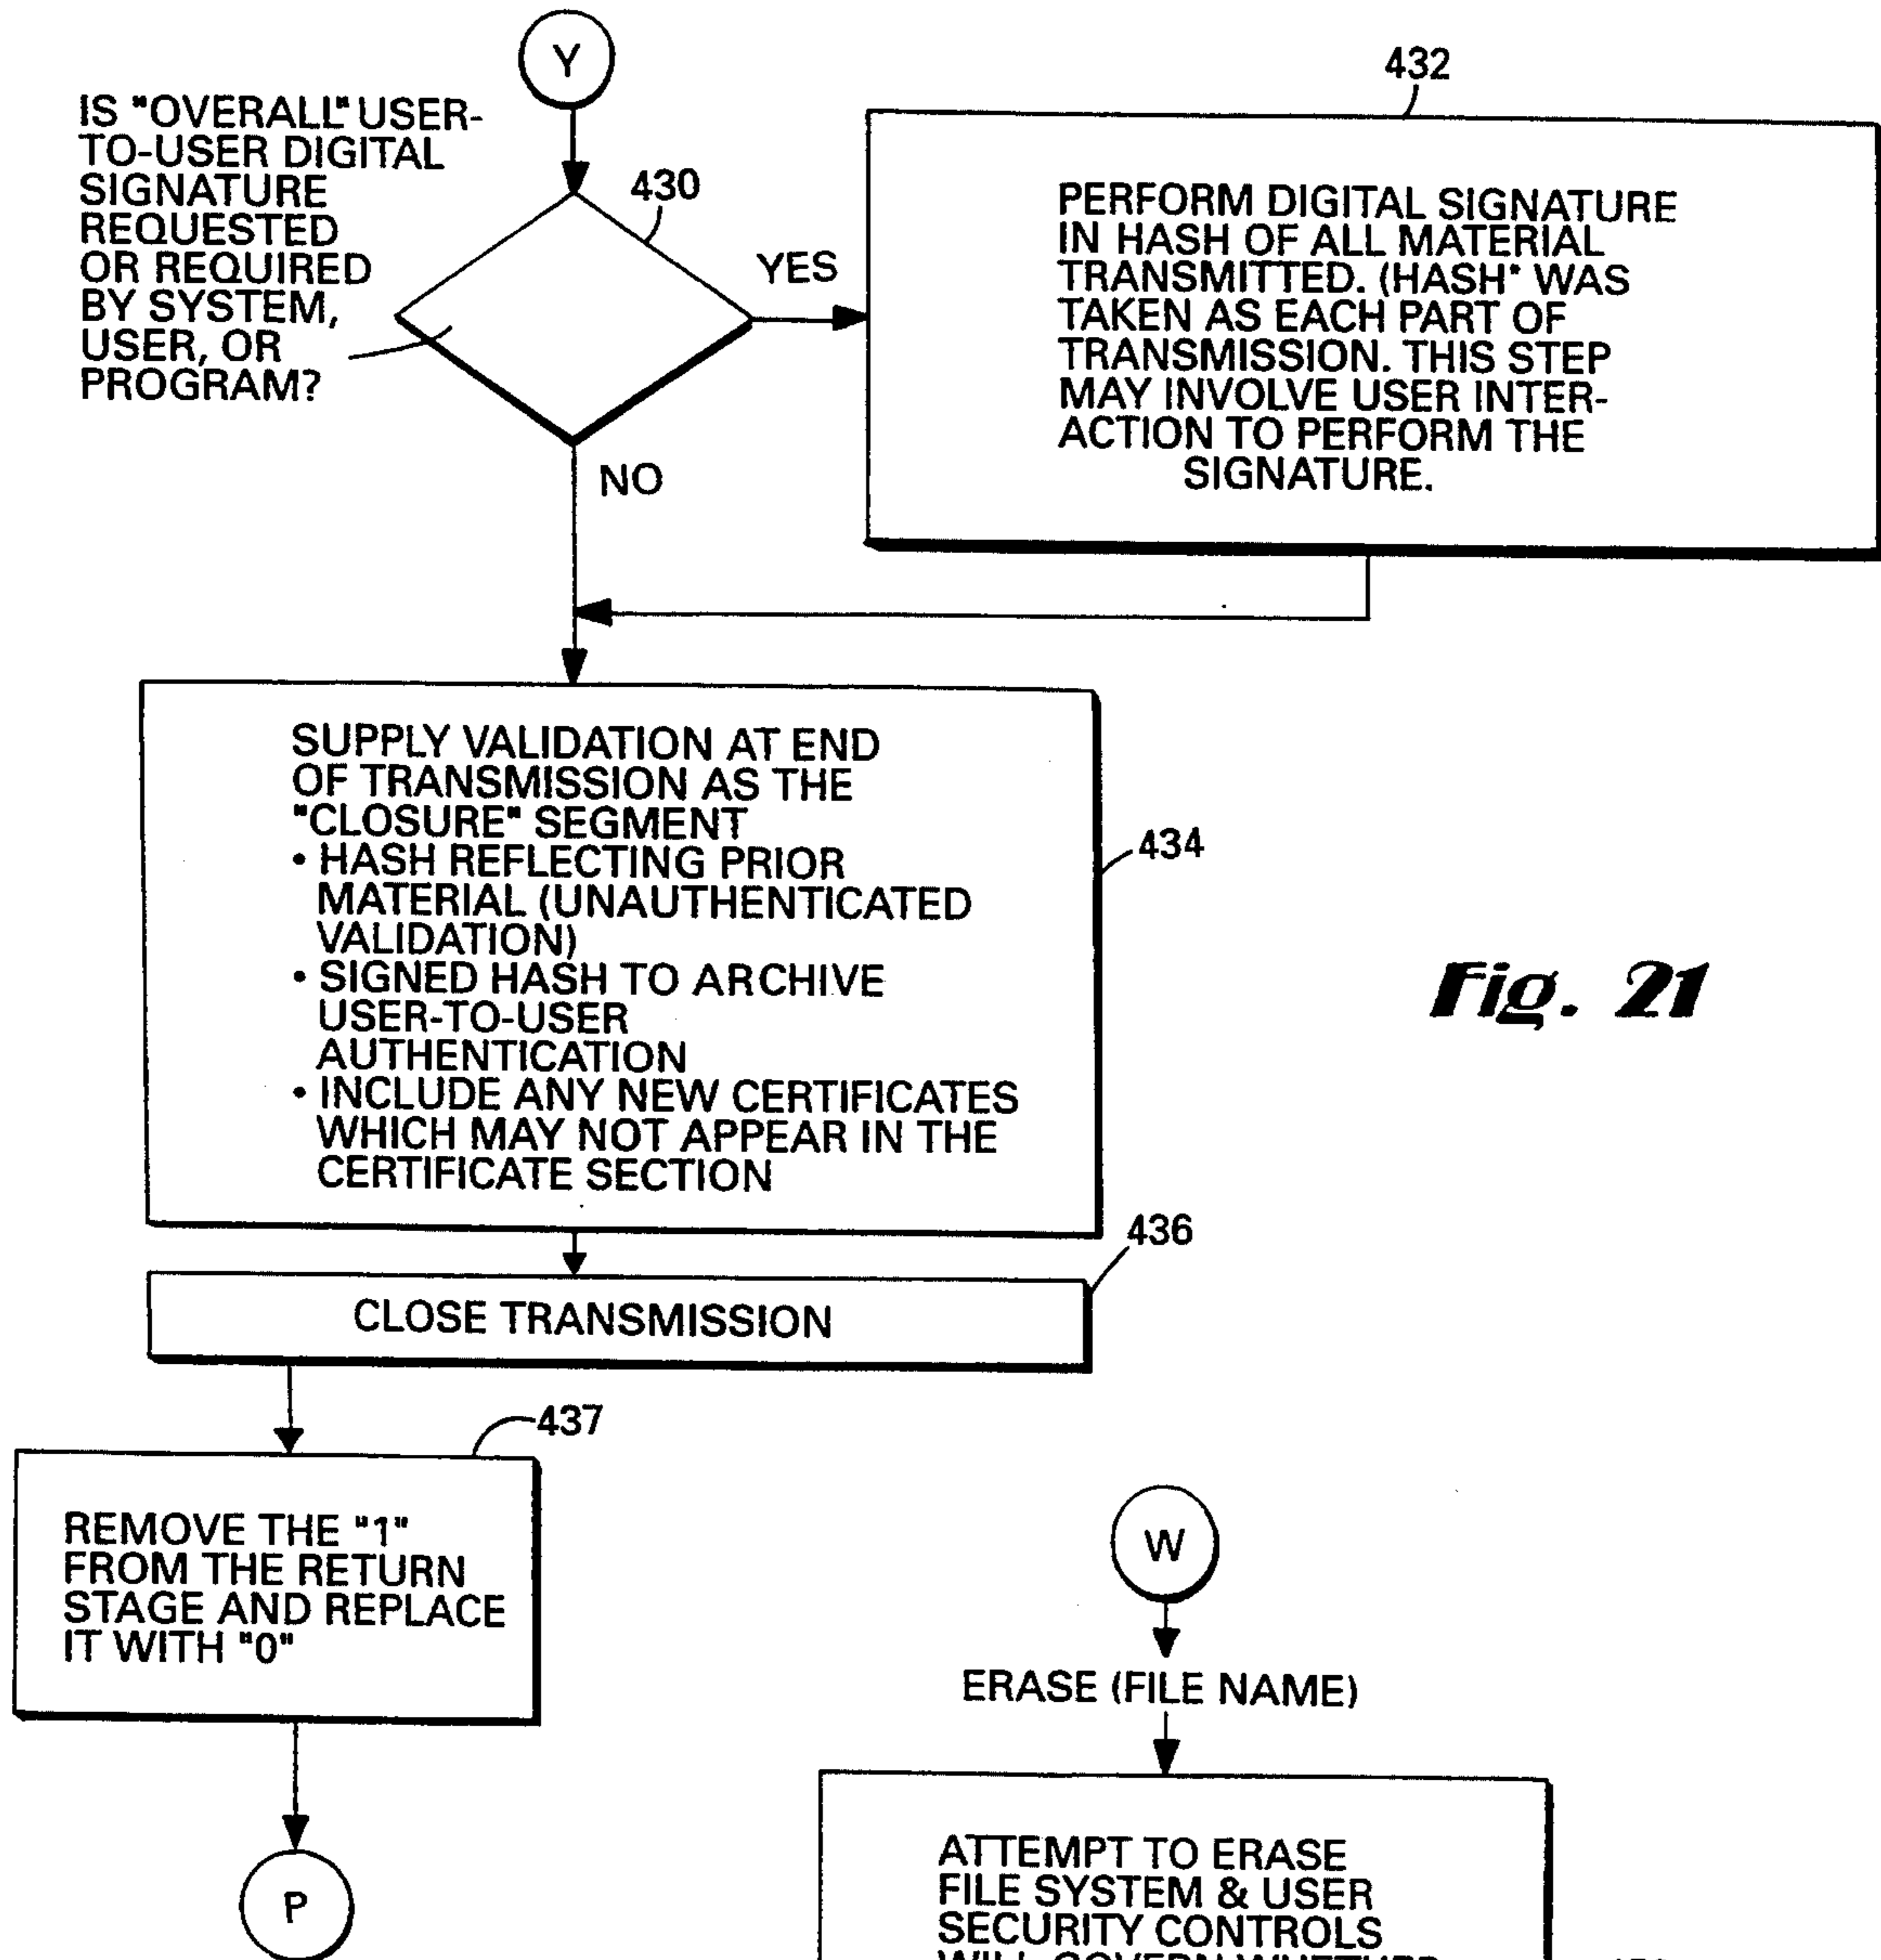 Y
IS "OVERALL" USER-
TO-USER DIGITAL
SIGNATURE
REQUESTED
OR REQUIRED
BY SYSTEM,
USER, OR
PROGRAM?
430
YES
NO
432
PERFORM DIGITAL SIGNATURE
IN HASH OF ALL MATERIAL
TRANSMITTED. (HASH" WAS
TAKEN AS EACH PART OF
TRANSMISSION. THIS STEP
MAY INVOLVE USER INTER-
ACTION TO PERFORM THE
SIGNATURE.
SUPPLY VALIDATION AT END
OF TRANSMISSION AS THE
"CLOSURE" SEGMENT
• HASH REFLECTING PRIOR
MATERIAL (UNAUTHENTICATED
VALIDATION)
• SIGNED HASH TO ARCHIVE
USER-TO-USER
AUTHENTICATION
• INCLUDE ANY NEW CERTIFICATES
WHICH MAY NOT APPEAR IN THE
CERTIFICATE SECTION
434
Fig. 21
436
CLOSE TRANSMISSION
437
REMOVE THE "1"
FROM THE RETURN
STAGE AND REPLACE
IT WITH "0"
P
W
ERASE (FILE NAME)
ATTEMPT TO ERASE
FILE SYSTEM & USER
SECURITY CONTROLS
WILL GOVERN WHETHER